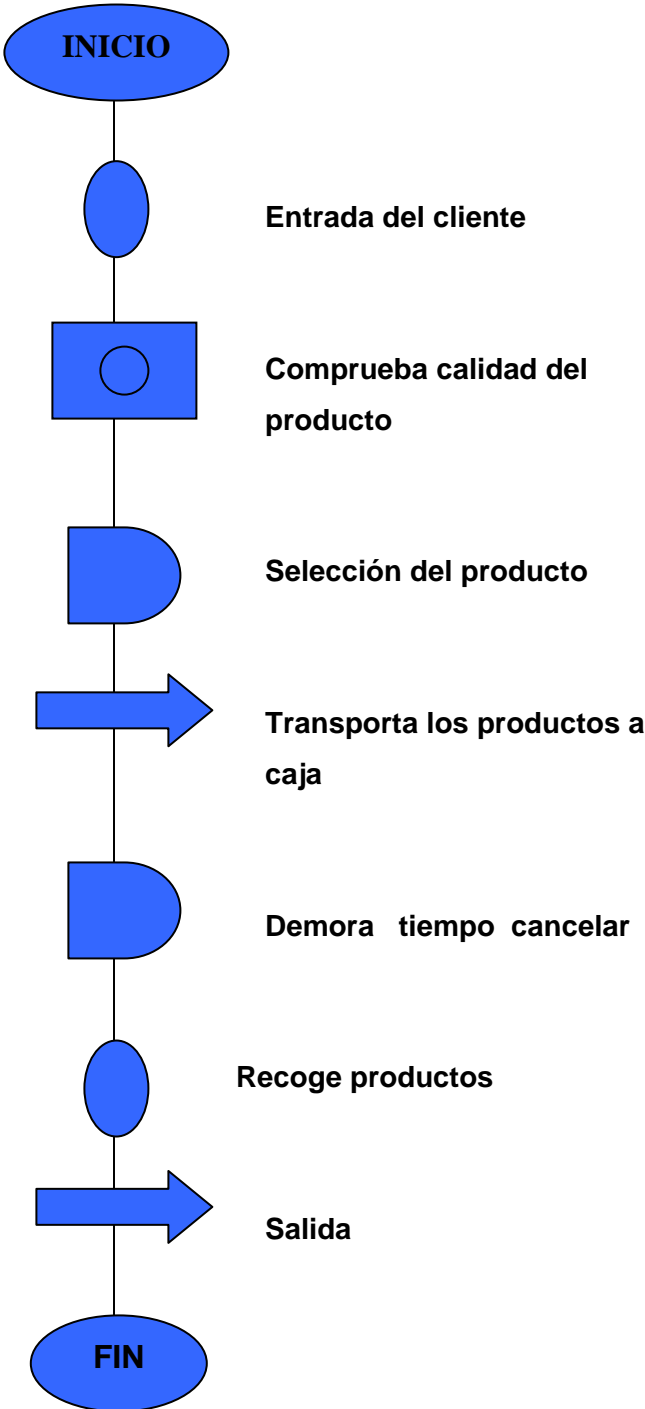 INICIO
Entrada del cliente
Comprueba calidad del
producto
Selección del producto
Transporta los productos a
caja
Demora tiempo cancelar
Recoge productos
Salida
FIN